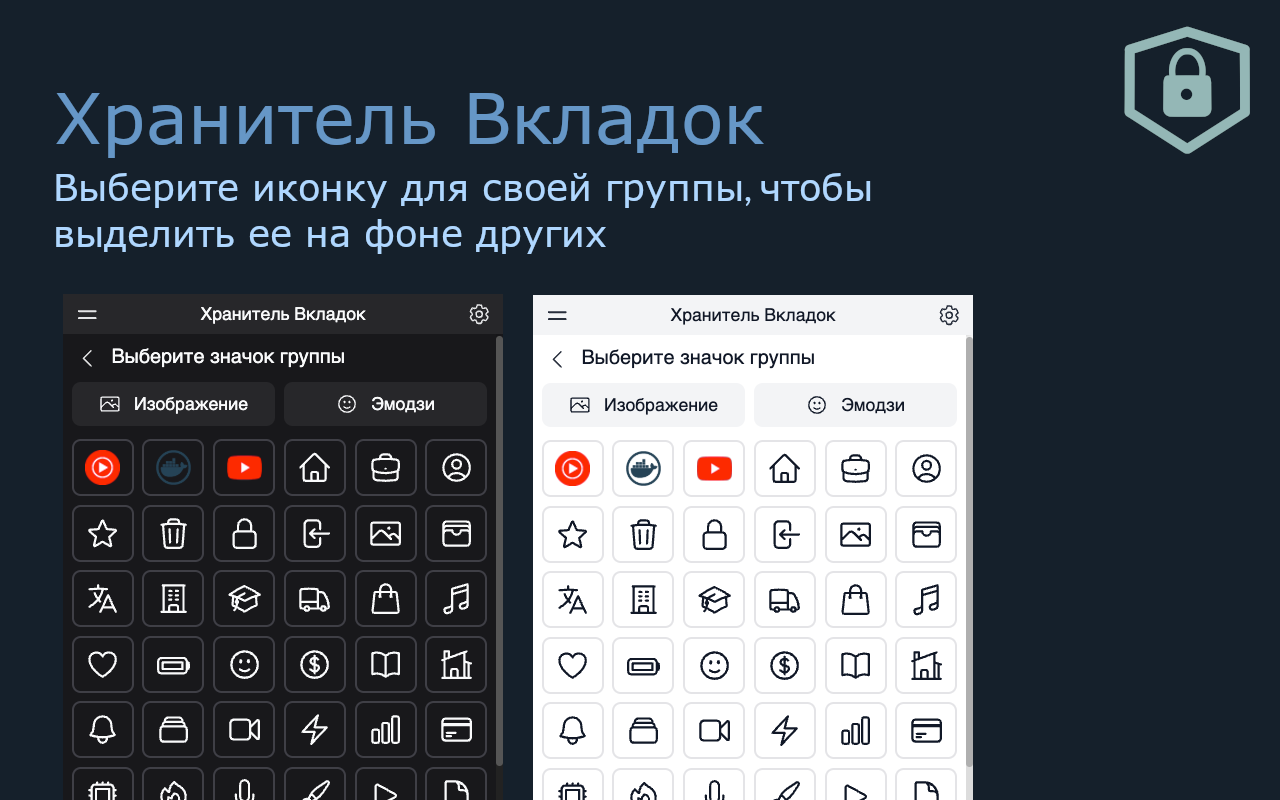 Хранитель Вкладок
Выберите иконку для своей группы, чтобы
выделить ее на фоне других
Хранитель Вкладок
Выберите значок группы
Изображение
Эмодзи
Хранитель Вкладок
Выберите значок группы
Изображение
Эмодзи